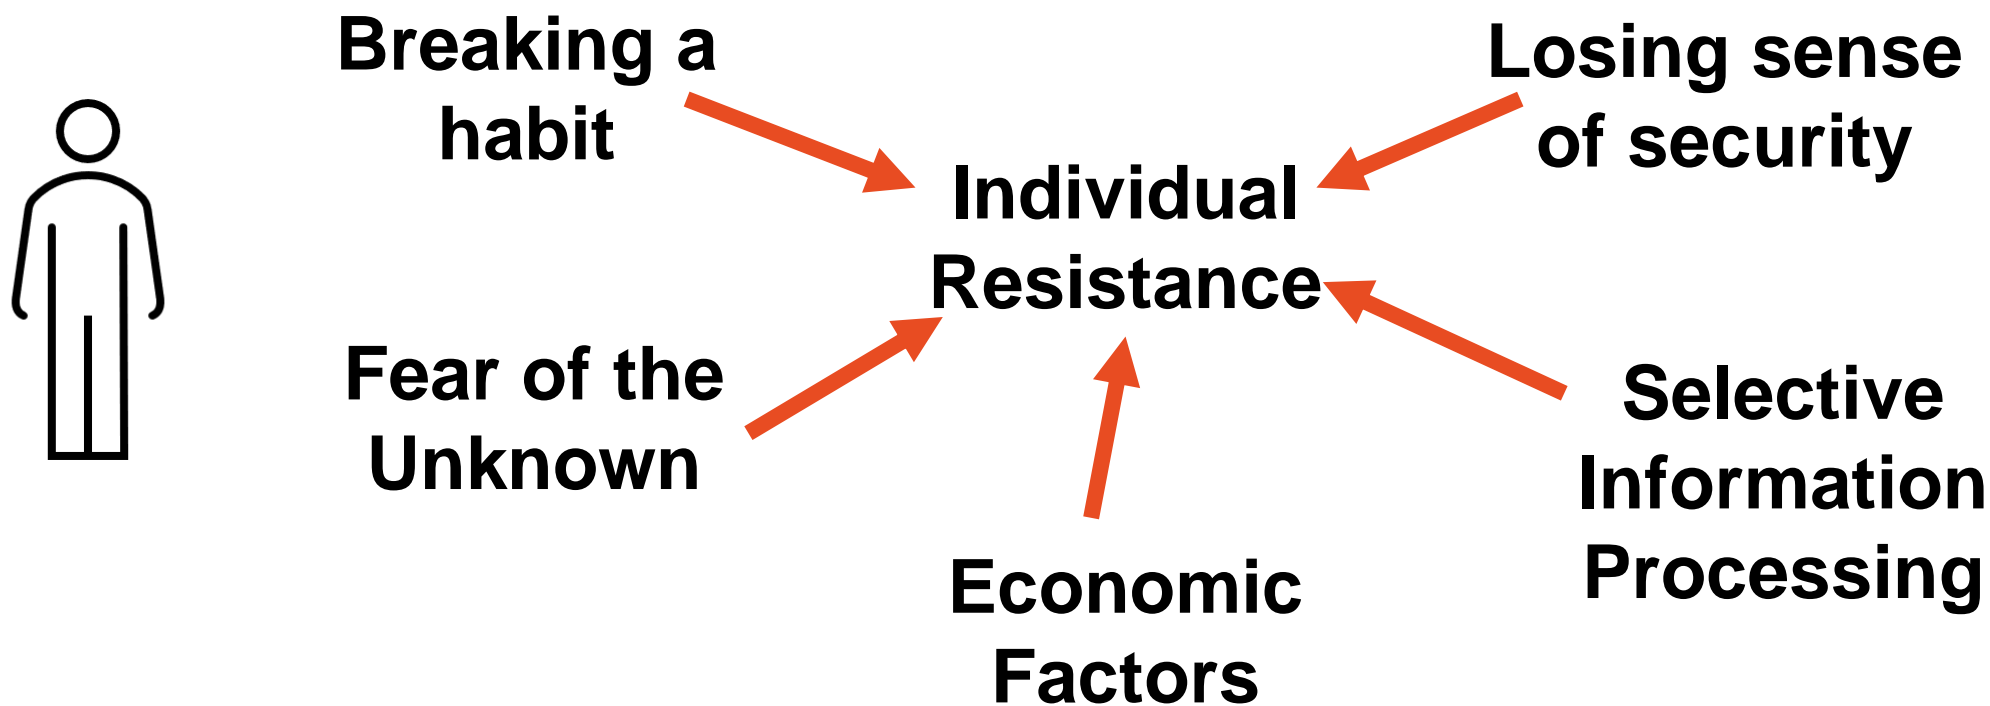 Breaking a
habit
Losing sense
of security
Individual
Resistance
Fear of the
Unknown
Selective
Information
Processing
Economic
Factors